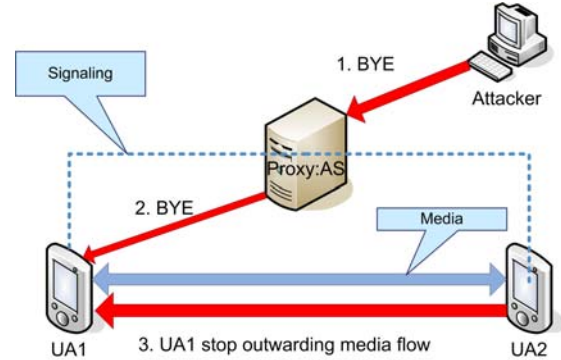 Signaling
1. BYE
Attacker
Proxy:AS
2. BYE
Media
UA1
3. UA1 stop outwarding media flow
UA2